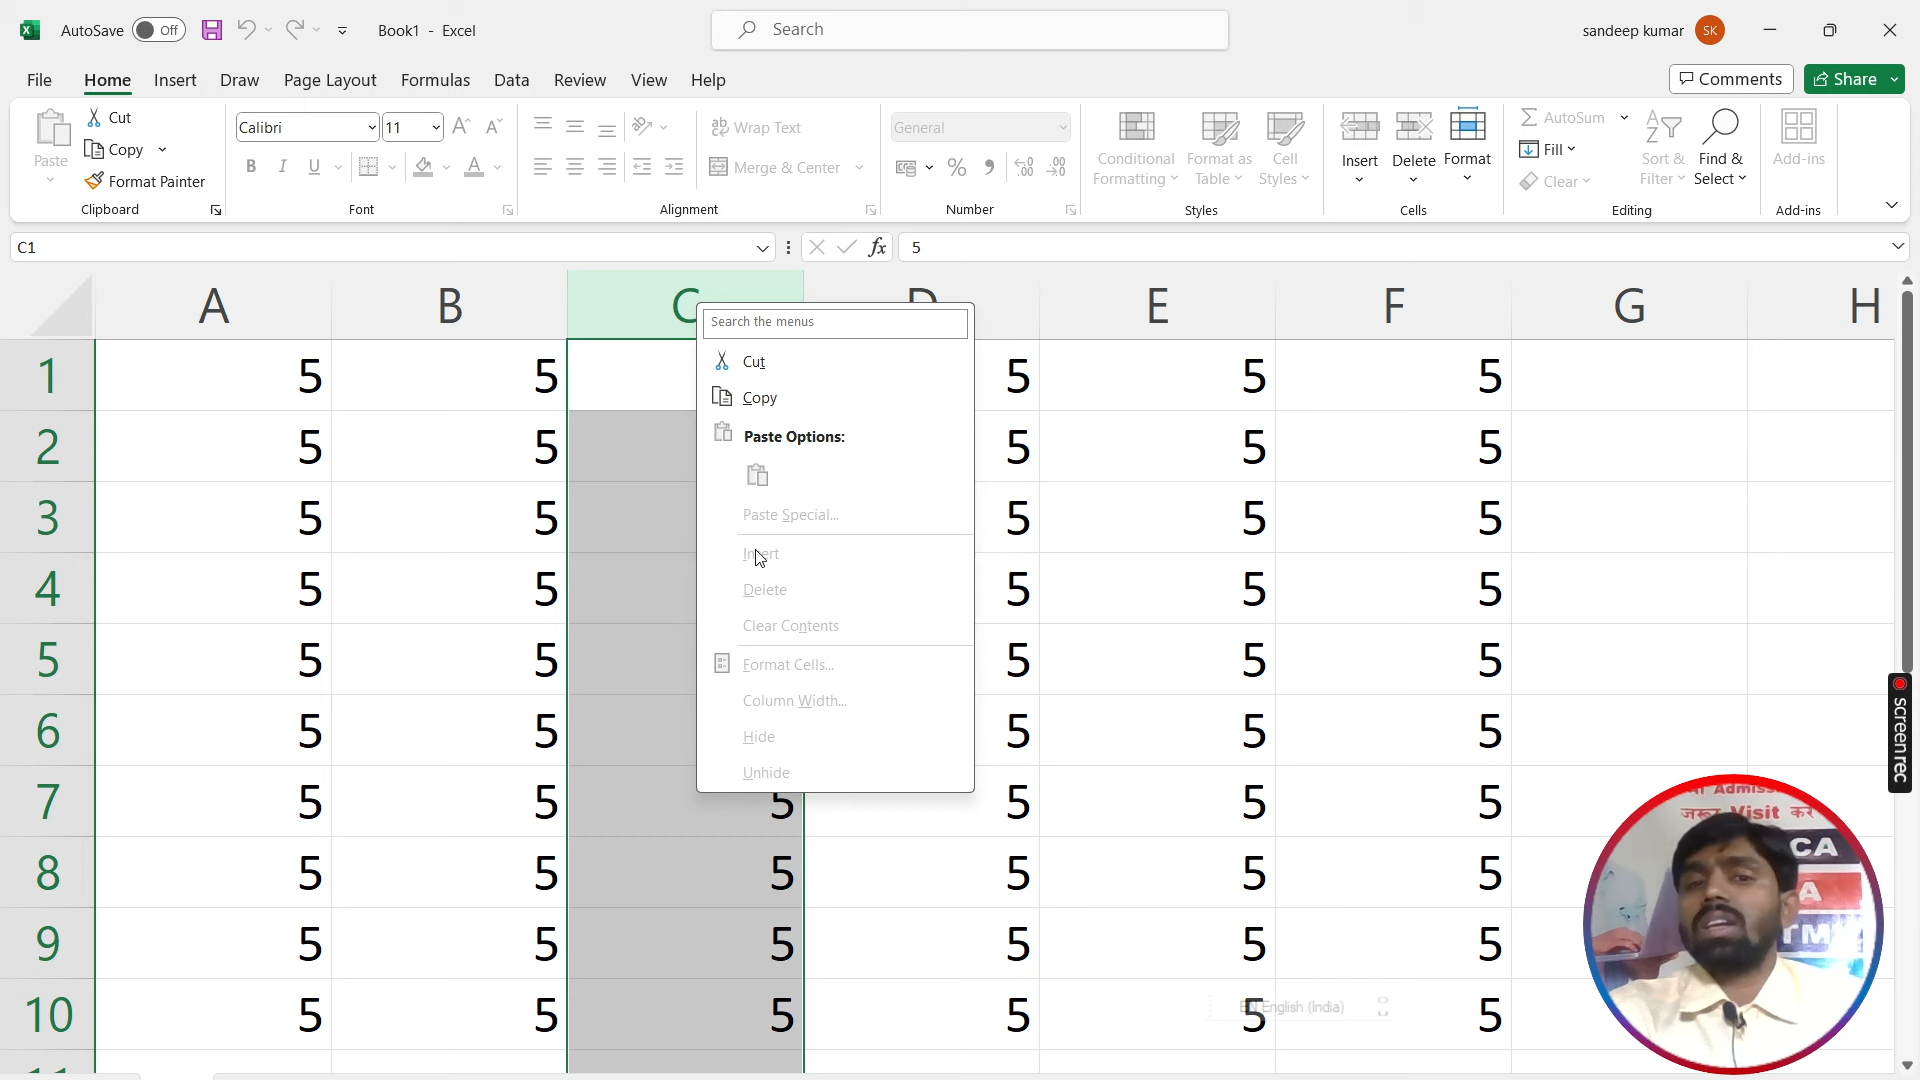 AutoSave Off Book1 - Excel Search sandeep kumar SK
File Home Insert Draw Page Layout Formulas Data Review View Help Comments Share
Paste
Cut
Copy
Format Painter
Clipboard
Calibri 11
B I U A
Font
Wrap Text
Merge & Center
Alignment
General
Number
Conditional Formatting
Format as Table
Cell Styles
Styles
Insert Delete Format
Cells
AutoSum
Fill
Clear
Sort & Filter
Find & Select
Editing
Add-ins
Add-ins
C1 fx 5
A B C D E F G H
1 5 5 5 5 5
2 5 5 5 5 5
3 5 5 5 5 5
4 5 5 5 5 5
5 5 5 5 5 5
6 5 5 5 5 5
7 5 5 5 5 5 5
8 5 5 5 5 5 5
9 5 5 5 5 5 5
10 5 5 5 5 5 5
11
Search the menus
Cut
Copy
Paste Options:
Paste Special...
Insert
Delete
Clear Contents
Format Cells...
Column Width...
Hide
Unhide
EN English (India)
screenrec
जरूर Visit करें
CA
A